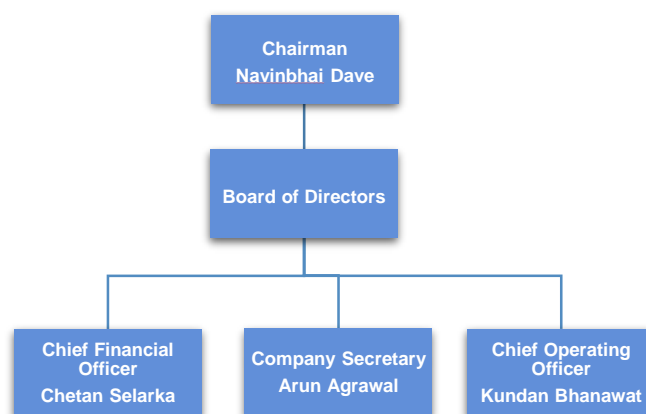 Chairman
Navinbhai Dave
Board of Directors
Chief Financial
Officer
Chetan Selarka
Company Secretary
Arun Agrawal
Chief Operating
Officer
Kundan Bhanawat